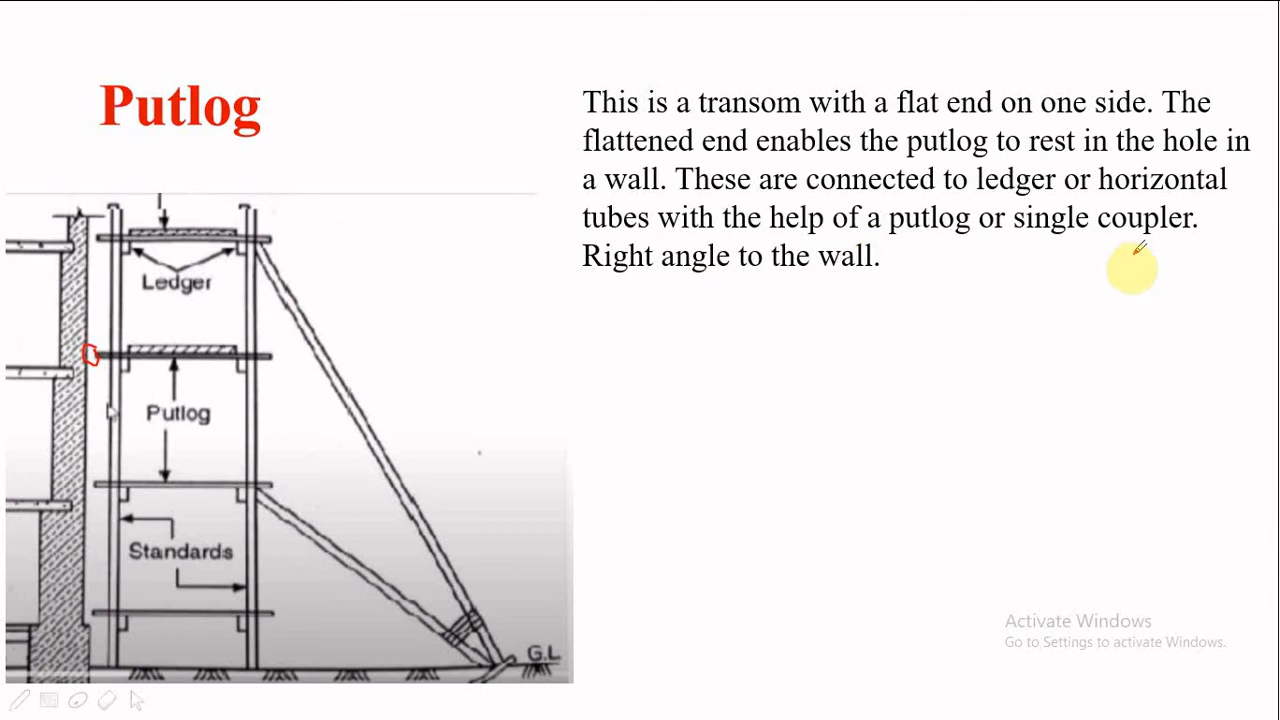 Putlog
This is a transom with a flat end on one side. The
flattened end enables the putlog to rest in the hole in
a wall. These are connected to ledger or horizontal
tubes with the help of a putlog or single coupler.
Right angle to the wall.
Ledger
Putlog
Standards
G.L
Activate Windows
Go to Settings to activate Windows.